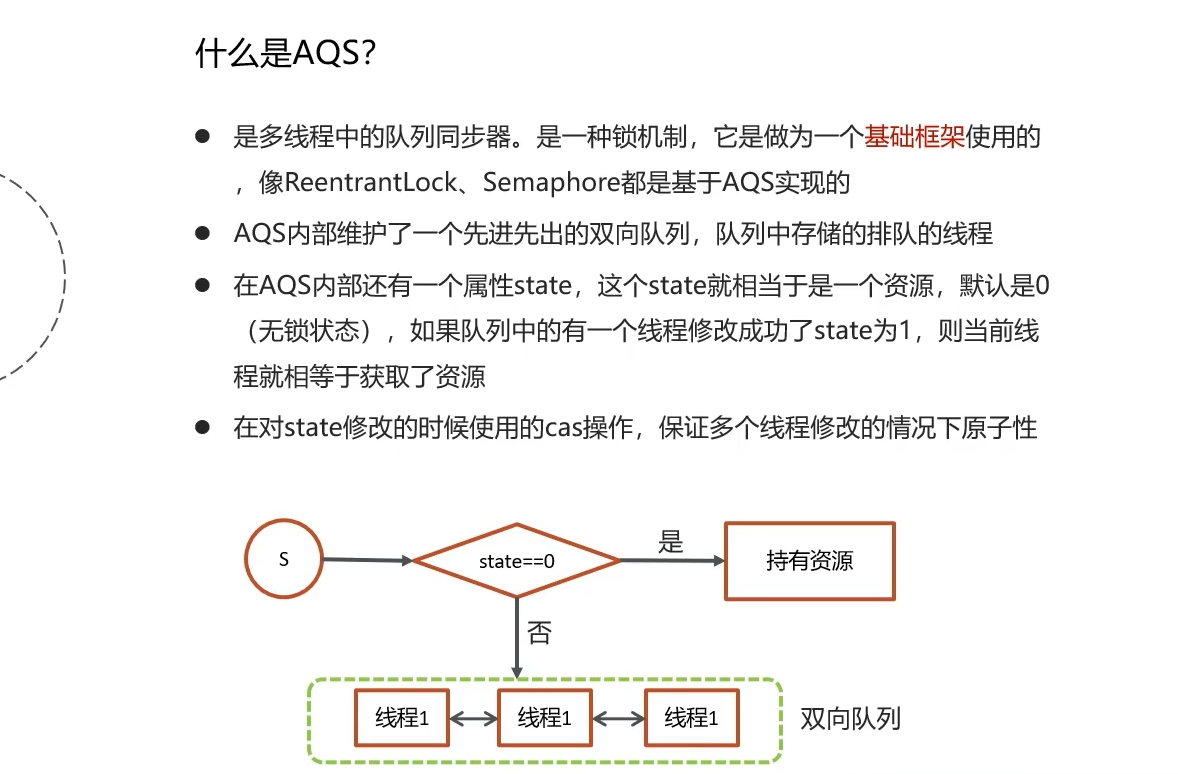 什么是AQS？
是多线程中的队列同步器。是一种锁机制，它是做为一个基础框架使用的
，像ReentrantLock、Semaphore都是基于AQS实现的
AQS内部维护了一个先进先出的双向队列，队列中存储的排队的线程
在AQS内部还有一个属性state，这个state就相当于是一个资源，默认是0
（无锁状态），如果队列中的有一个线程修改成功了state为1，则当前线
程就相等于获取了资源
在对state修改的时候使用的cas操作，保证多个线程修改的情况下原子性
S
state==0
是
持有资源
否
线程1
线程1
线程1
双向队列